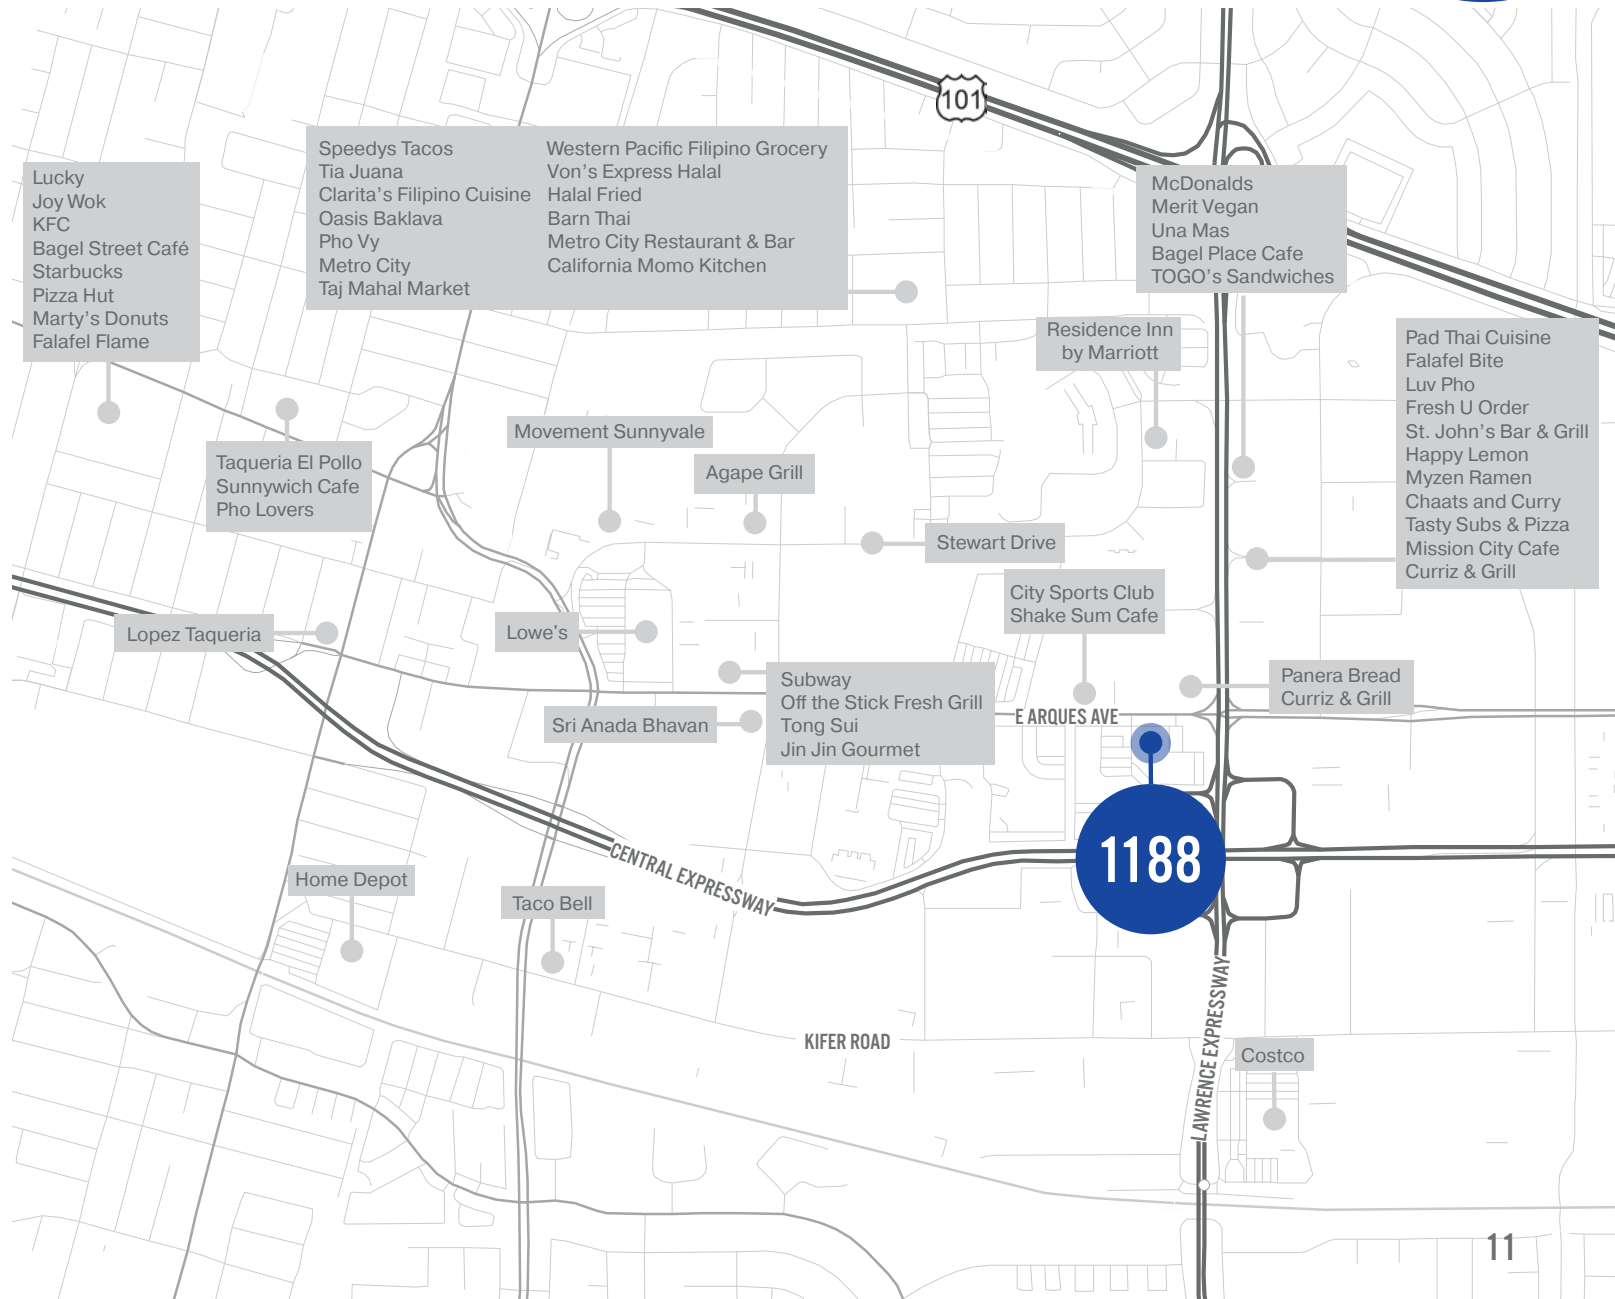 101
Lucky
Joy Wok
KFC
Bagel Street Café
Starbucks
Pizza Hut
Marty's Donuts
Falafel Flame
Speedys Tacos
Tia Juana
Clarita's Filipino Cuisine
Oasis Baklava
Pho Vy
Metro City
Taj Mahal Market
Western Pacific Filipino Grocery
Von's Express Halal
Halal Fried
Barn Thai
Metro City Restaurant & Bar
California Momo Kitchen
McDonalds
Merit Vegan
Una Mas
Bagel Place Cafe
TOGO's Sandwiches
Residence Inn
by Marriott
Pad Thai Cuisine
Falafel Bite
Luv Pho
Fresh U Order
St. John's Bar & Grill
Happy Lemon
Myzen Ramen
Chaats and Curry
Tasty Subs & Pizza
Mission City Cafe
Curriz & Grill
Taqueria El Pollo
Sunnywich Cafe
Pho Lovers
Movement Sunnyvale
Agape Grill
Stewart Drive
City Sports Club
Shake Sum Cafe
Lopez Taqueria
Lowe's
Subway
Off the Stick Fresh Grill
Tong Sui
Jin Jin Gourmet
Sri Anada Bhavan
Panera Bread
Curriz & Grill
E ARQUES AVE
1188
CENTRAL EXPRESSWAY
Home Depot
Taco Bell
KIFER ROAD
LAWRENCE EXPRESSWAY
Costco
11